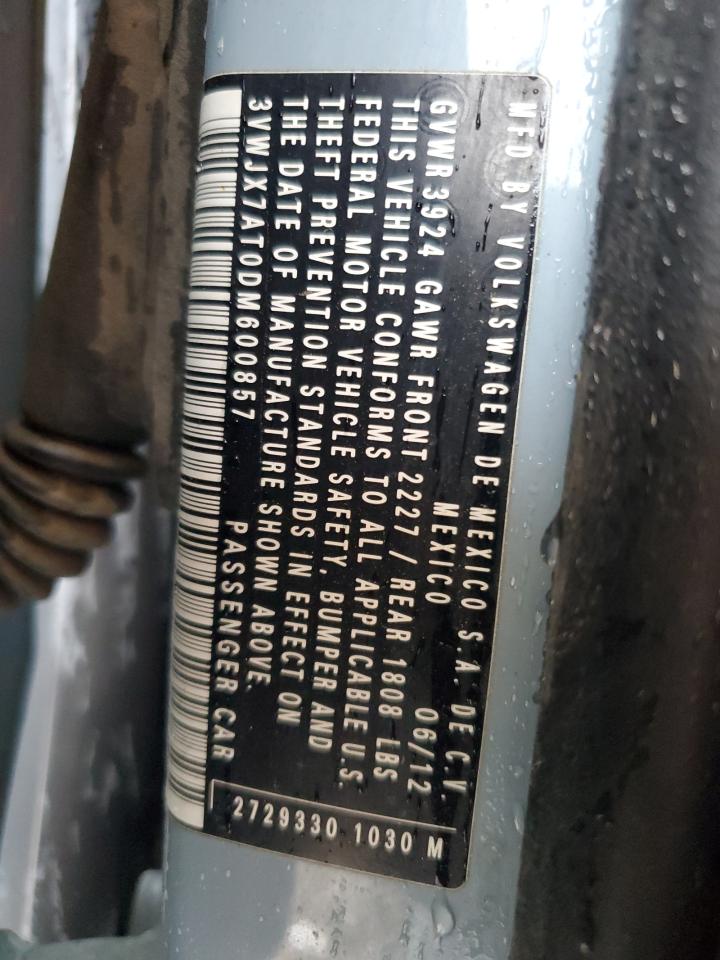 MFD BY VOLKSWAGEN DE MEXICO S.A. DE C.V.
MEXICO 06/12
GVWR 3924 GAWR FRONT 2227 / REAR 1808 LBS
THIS VEHICLE CONFORMS TO ALL APPLICABLE U.S.
FEDERAL MOTOR VEHICLE SAFETY, BUMPER AND
THEFT PREVENTION STANDARDS IN EFFECT ON
THE DATE OF MANUFACTURE SHOWN ABOVE.
3VWJX7AT0DM600857 PASSENGER CAR
2729330 1030 M